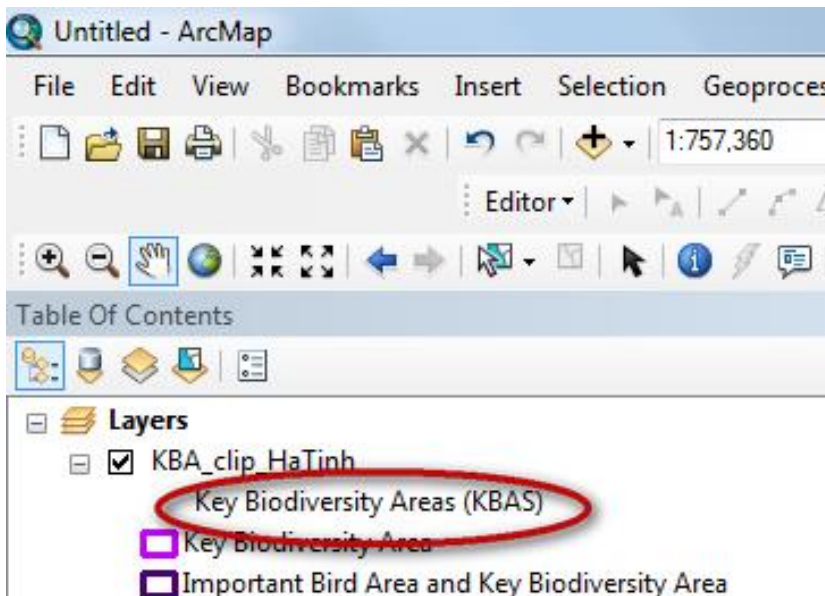 Untitled - ArcMap
File Edit View Bookmarks Insert Selection Geoproces
1:757,360
Editor
Table Of Contents
Layers
KBA_clip_HaTinh
Key Biodiversity Areas (KBAS)
Key Biodiversity Area
Important Bird Area and Key Biodiversity Area